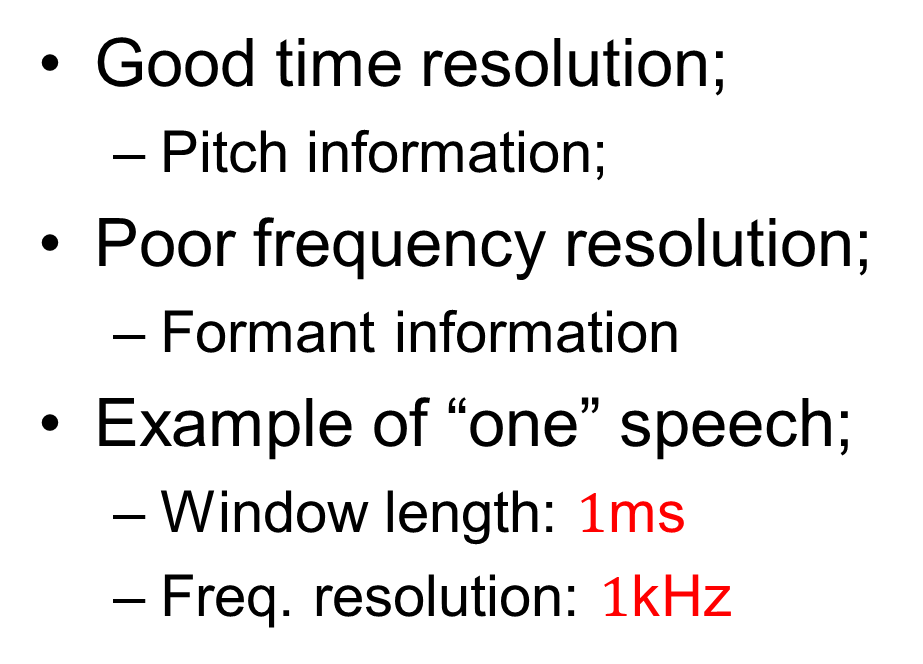 • Good time resolution;
– Pitch information;
• Poor frequency resolution;
– Formant information
• Example of “one” speech;
– Window length: 1ms
– Freq. resolution: 1kHz